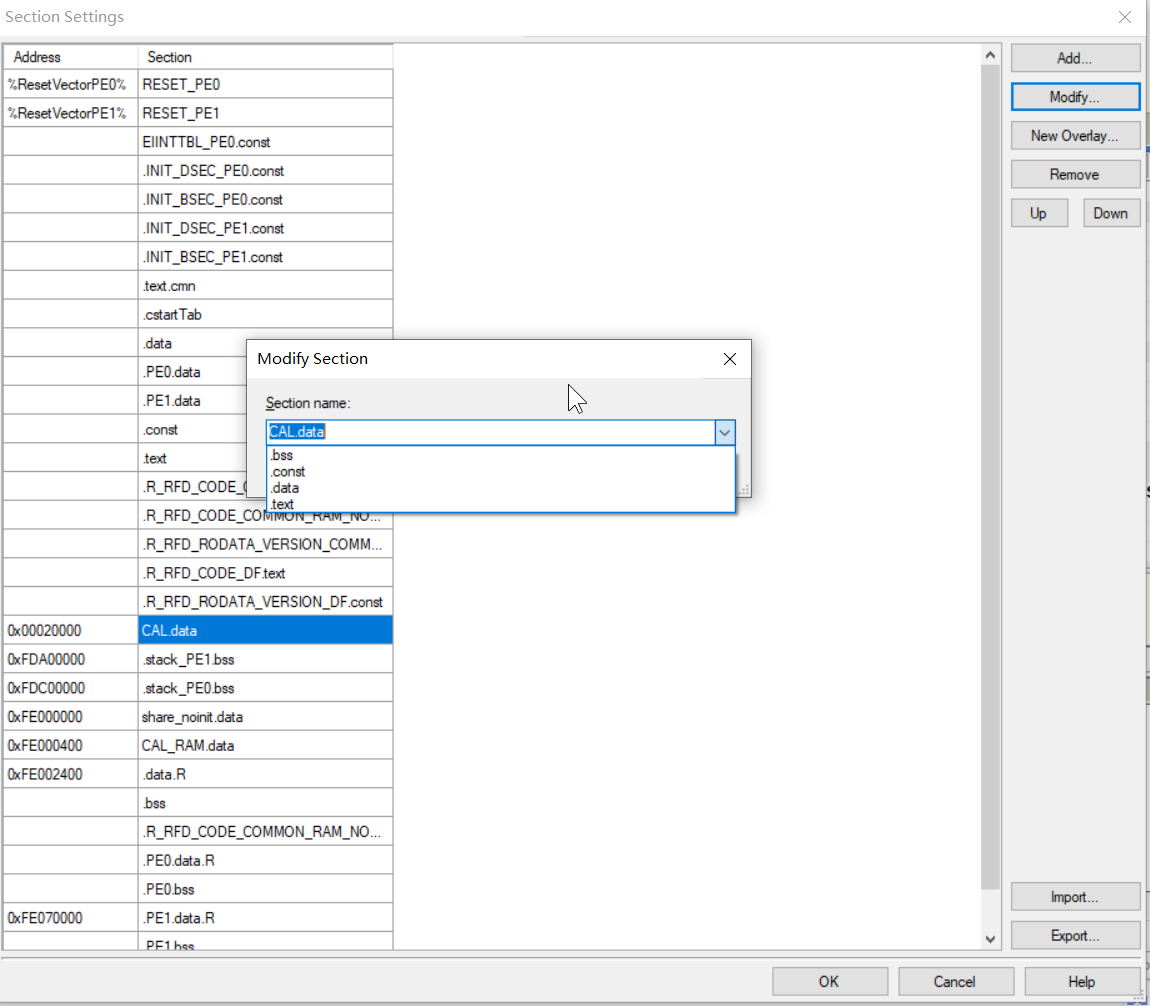 Section Settings
Address Section
%ResetVectorPE0% RESET_PE0
%ResetVectorPE1% RESET_PE1
EIINTTBL_PE0.const
.INIT_DSEC_PE0.const
.INIT_BSEC_PE0.const
.INIT_DSEC_PE1.const
.INIT_BSEC_PE1.const
.text.cmn
.cstartTab
.data
.PE0.data
.PE1.data
.const
.text
.R_RFD_CODE_
.R_RFD_CODE_COMMON_RAM_NO...
.R_RFD_RODATA_VERSION_COMM...
.R_RFD_CODE_DF.text
.R_RFD_RODATA_VERSION_DF.const
0x00020000 CAL.data
0xFDA00000 .stack_PE1.bss
0xFDC00000 .stack_PE0.bss
0xFE000000 share_noinit.data
0xFE000400 CAL_RAM.data
0xFE002400 .data.R
.bss
.R_RFD_CODE_COMMON_RAM_NO...
.PE0.data.R
.PE0.bss
0xFE070000 .PE1.data.R
.PE1.bss
Modify Section
Section name:
CAL.data
.bss
.const
.data
.text
Add...
Modify...
New Overlay...
Remove
Up Down
Import...
Export...
OK Cancel Help